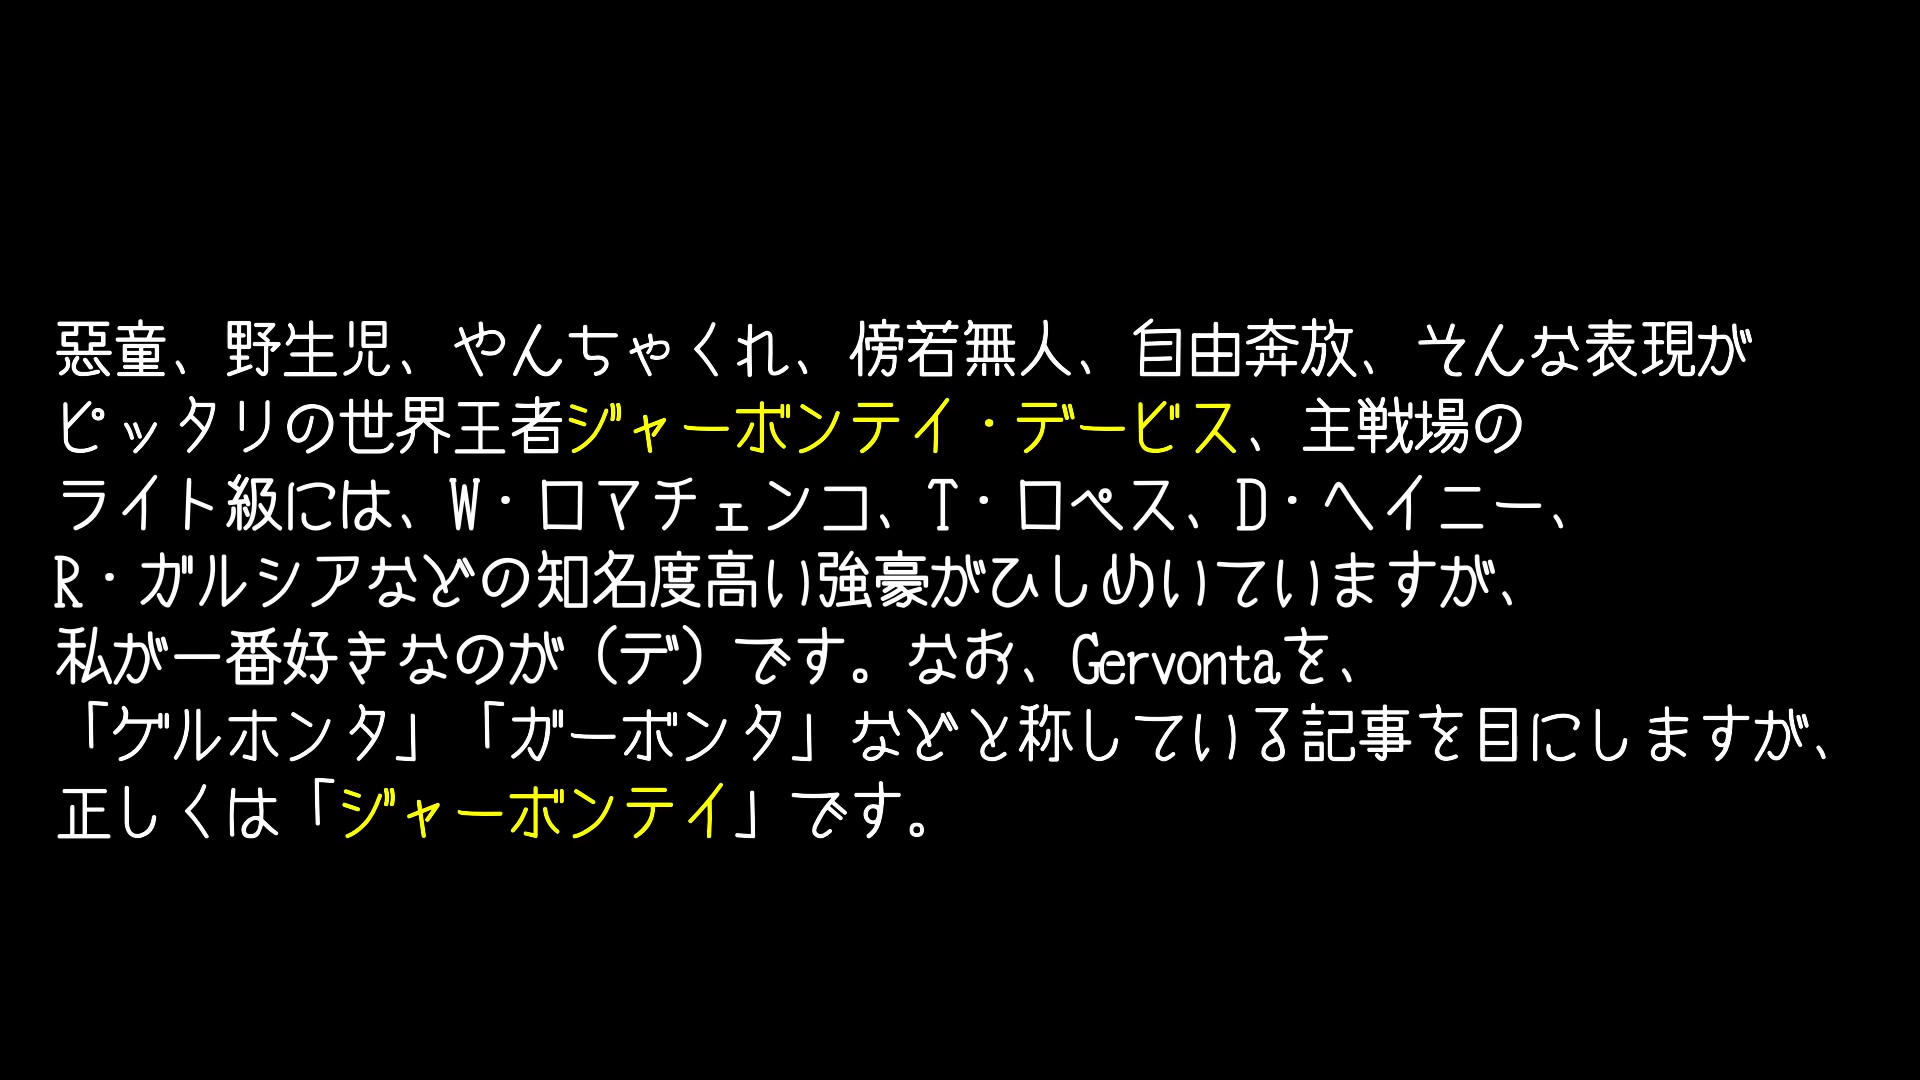 惡童、野生児、やんちゃくれ、傍若無人、自由奔放、そんな表現が
ピッタリの世界王者ジャーボンテイ・デービス、主戦場の
ライト級には、W・ロマチェンコ、T・ロペス、D・ヘイニー、
R・ガルシアなどの知名度高い強豪がひしめいていますが、
私が一番好きなのが（デ）です。なお、Gervontaを、
「ゲルホンタ」「ガーボンタ」などと称している記事を目にしますが、
正しくは「ジャーボンテイ」です。